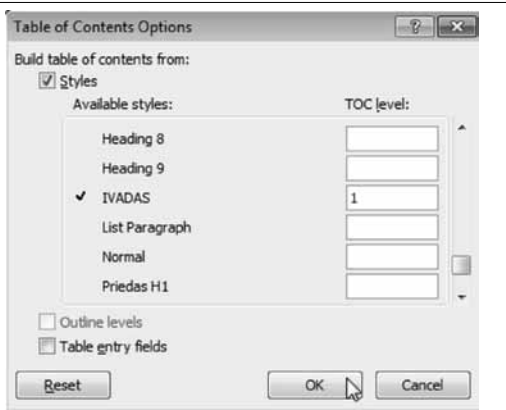 Table of Contents Options
Build table of contents from:
Styles
Available styles: TOC level:
Heading 8
Heading 9
IVADAS 1
List Paragraph
Normal
Priedas H1
Outline levels
Table entry fields
Reset OK Cancel